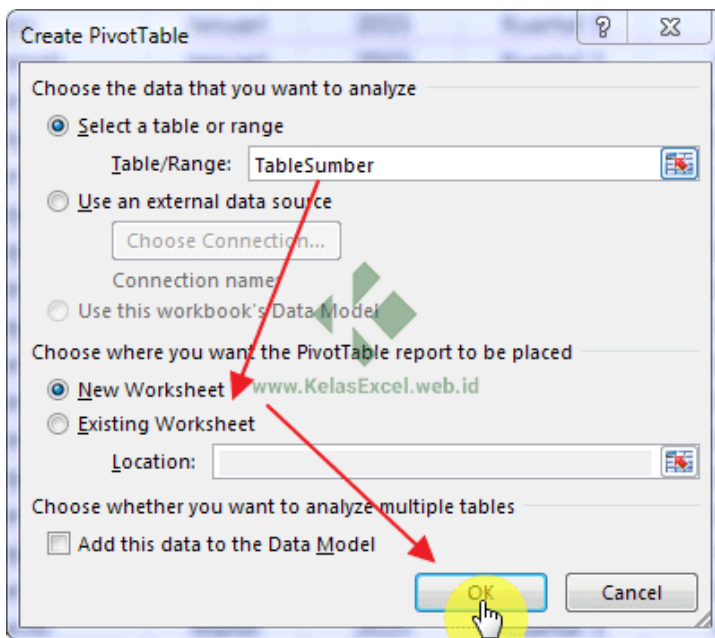 Create PivotTable
Choose the data that you want to analyze
Select a table or range
Table/Range: TableSumber
Use an external data source
Choose Connection...
Connection name:
Use this workbook's Data Model
Choose where you want the PivotTable report to be placed
New Worksheet
www.KelasExcel.web.id
Existing Worksheet
Location:
Choose whether you want to analyze multiple tables
Add this data to the Data Model
OK Cancel